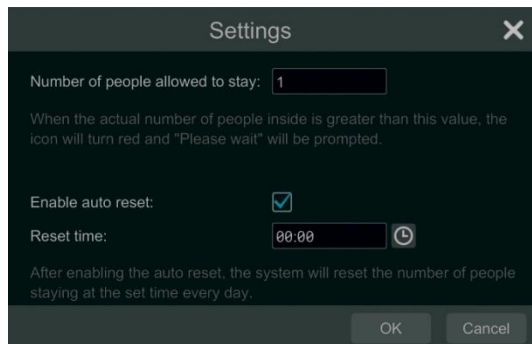 Settings
Number of people allowed to stay: 1
When the actual number of people inside is greater than this value, the
icon will turn red and "Please wait" will be prompted.
Enable auto reset:
Reset time: 00:00
After enabling the auto reset, the system will reset the number of people
staying at the set time every day.
OK Cancel